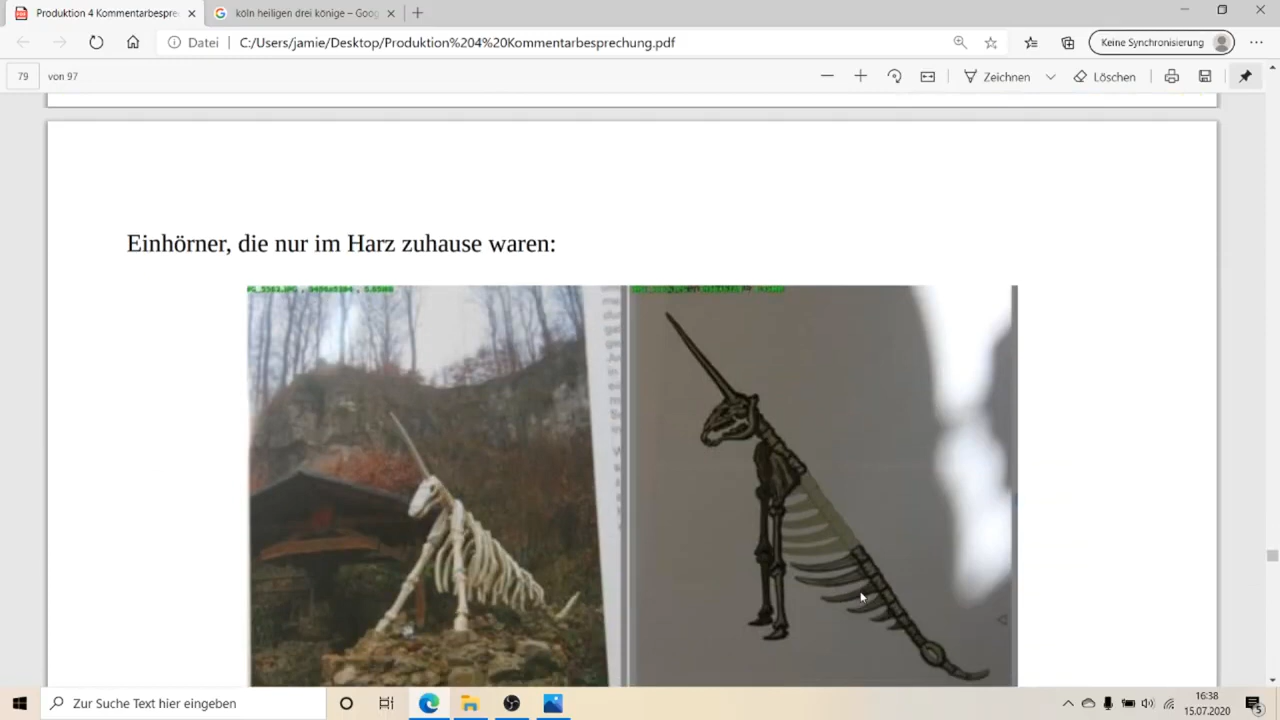 Produktion 4 Kommentarbespre
köln heiligen drei könige – Goog
Datei
C:/Users/jamie/Desktop/Produktion%204%20Kommentarbesprechung.pdf
Keine Synchronisierung
79
von 97
Zeichnen
Löschen
Einhörner, die nur im Harz zuhause waren:
Zur Suche Text hier eingeben
16:38
15.07.2020
5